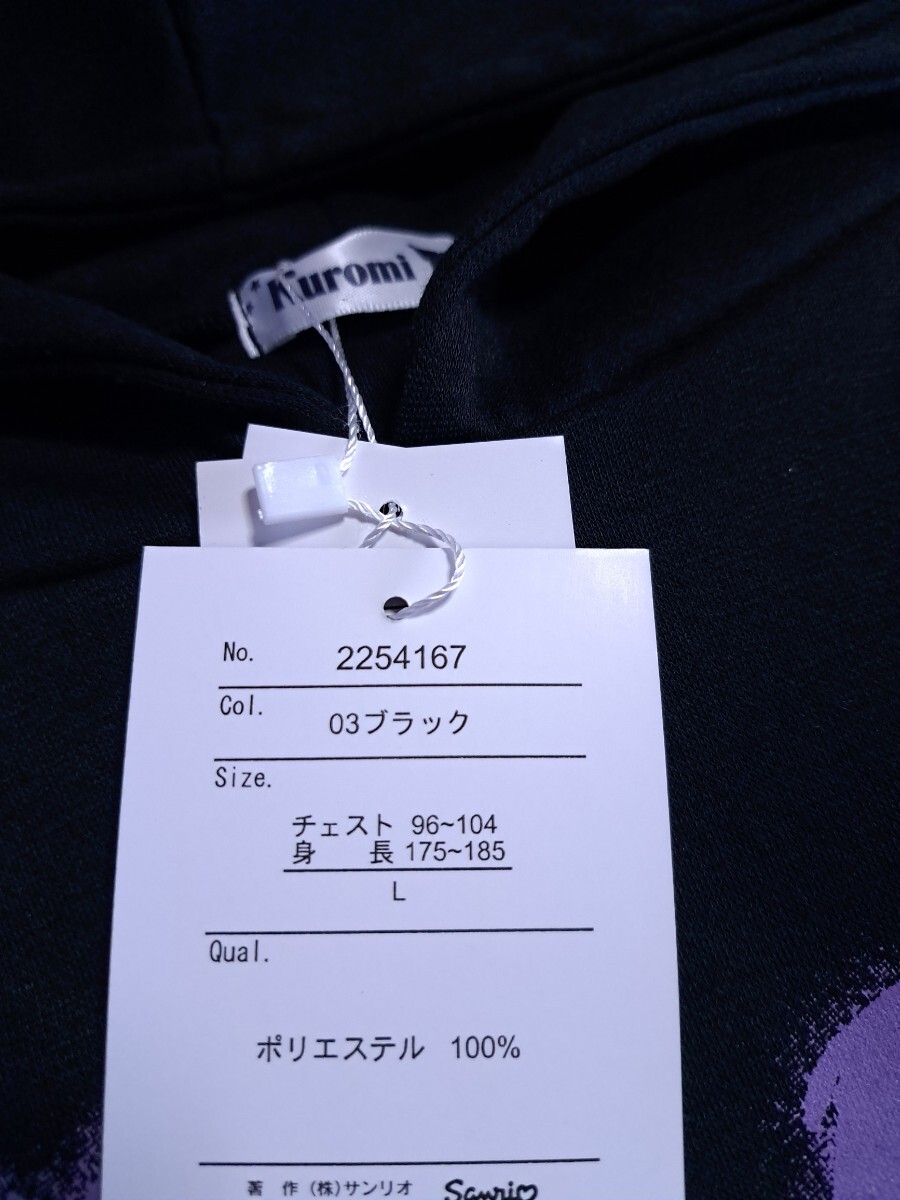 Kuromi
No. 2254167
Col. 03ブラック
Size.
チェスト 96~104
身 長 175~185
L
Qual.
ポリエステル 100%
著 作 (株)サンリオ Sanrio